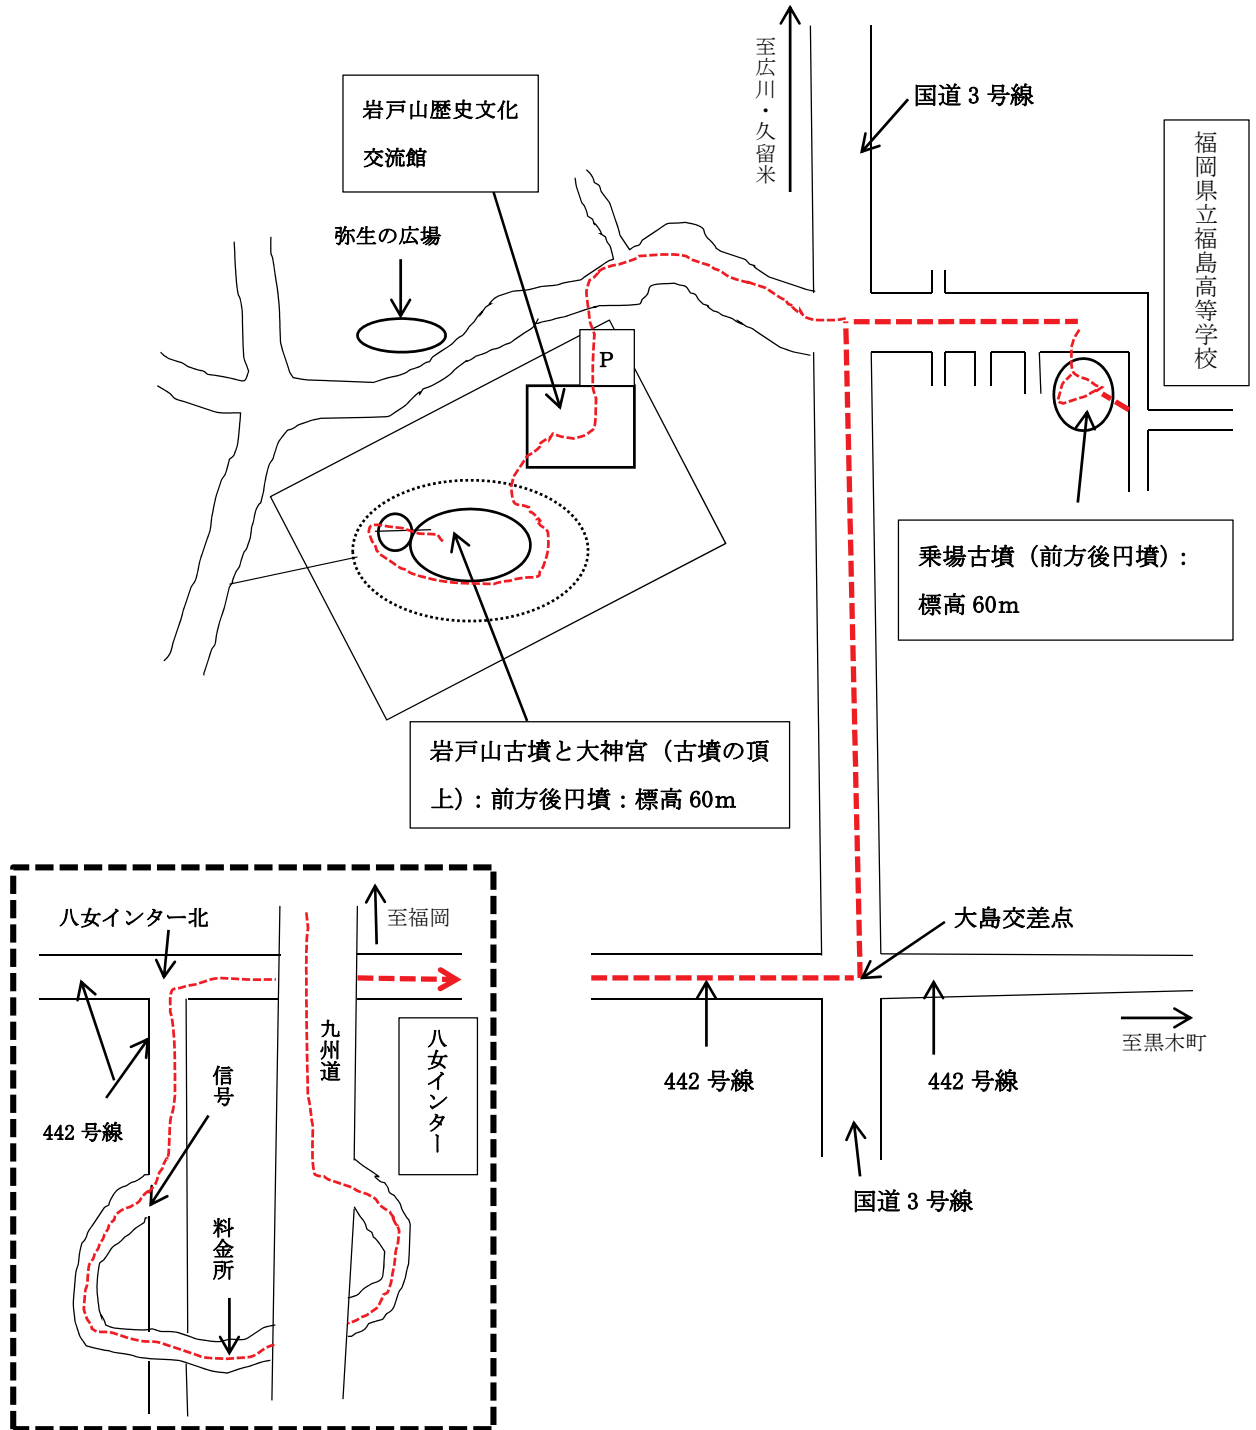 至広川・久留米
国道 3 号線
岩戸山歴史文化
交流館
福岡県立福島高等学校
弥生の広場
P
乗場古墳（前方後円墳）：
標高 60m
岩戸山古墳と大神宮（古墳の頂
上）：前方後円墳：標高 60m
八女インター北
至福岡
大島交差点
九州道
八女インター
信号
442 号線
442 号線
442 号線
至黒木町
国道 3 号線
料金所